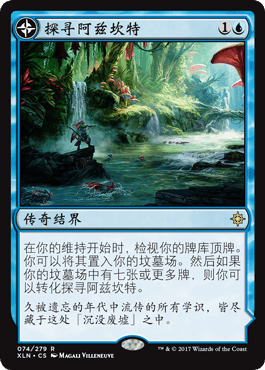 探寻阿兹坎特 1
传奇结界
在你的维持开始时，检视你的牌库顶牌。
你可以将其置入你的坟墓场。然后如果
你的坟墓场中有七张或更多牌，则你可
以转化探寻阿兹坎特。
久被遗忘的年代中流传的所有学识，皆尽
藏于这处「沉没废墟」之中。
074/279 R
XLN • CS MAGALI VILLENEUVE
™ & © 2017 Wizards of the Coast